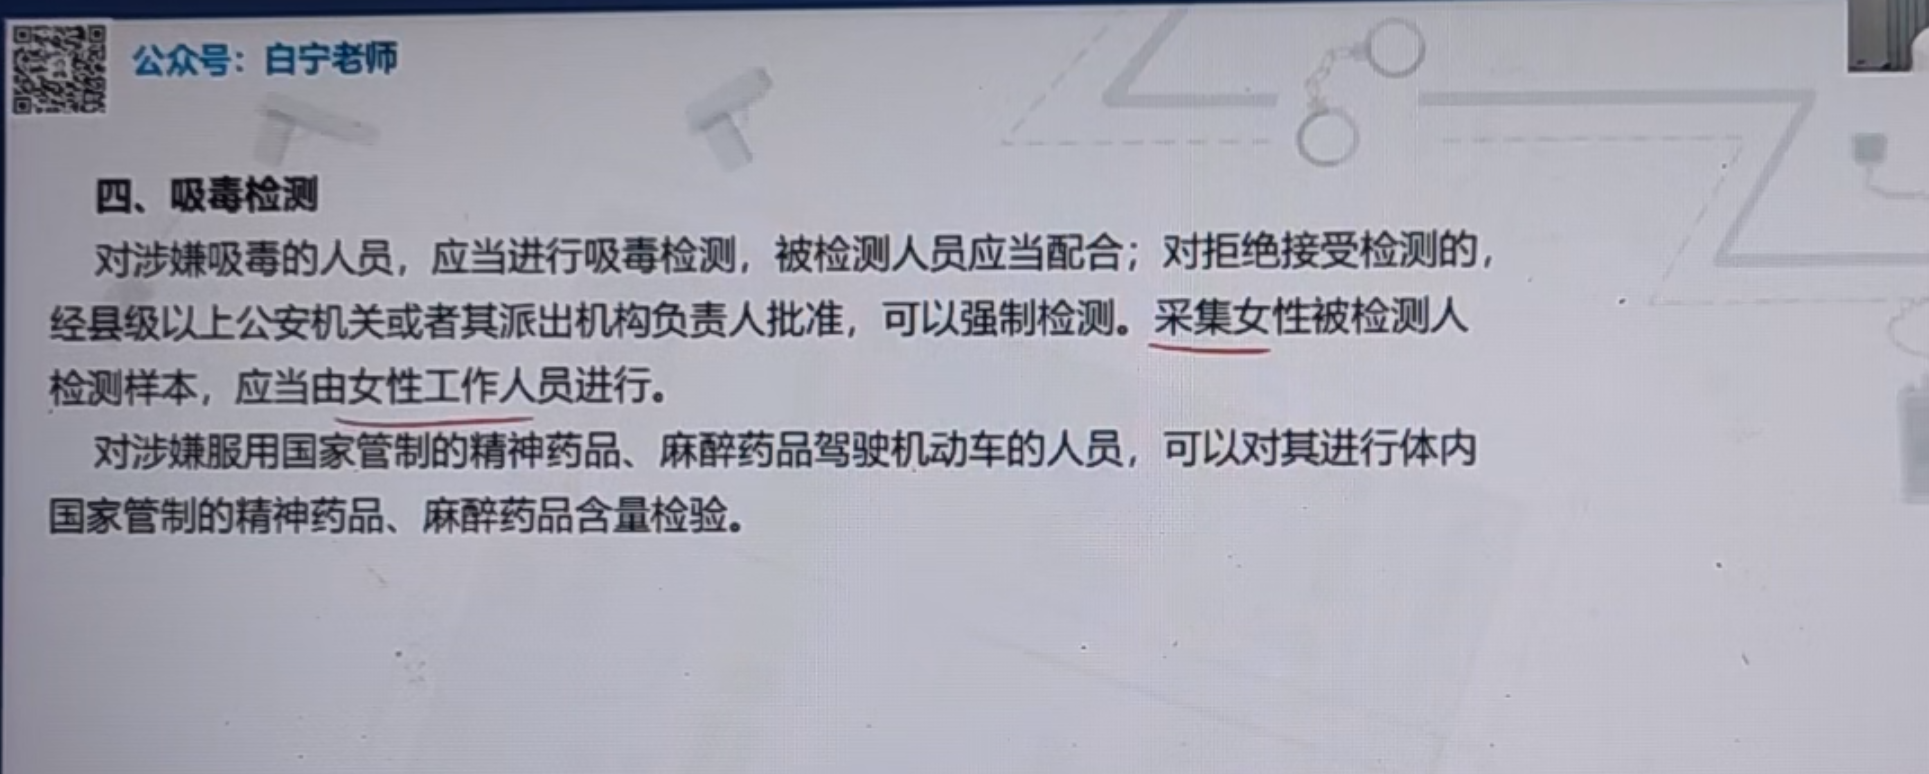 公众号：白宁老师
四、吸毒检测
对涉嫌吸毒的人员，应当进行吸毒检测，被检测人员应当配合；对拒绝接受检测的，
经县级以上公安机关或者其派出机构负责人批准，可以强制检测。采集女性被检测人
检测样本，应当由女性工作人员进行。
对涉嫌服用国家管制的精神药品、麻醉药品驾驶机动车的人员，可以对其进行体内
国家管制的精神药品、麻醉药品含量检验。